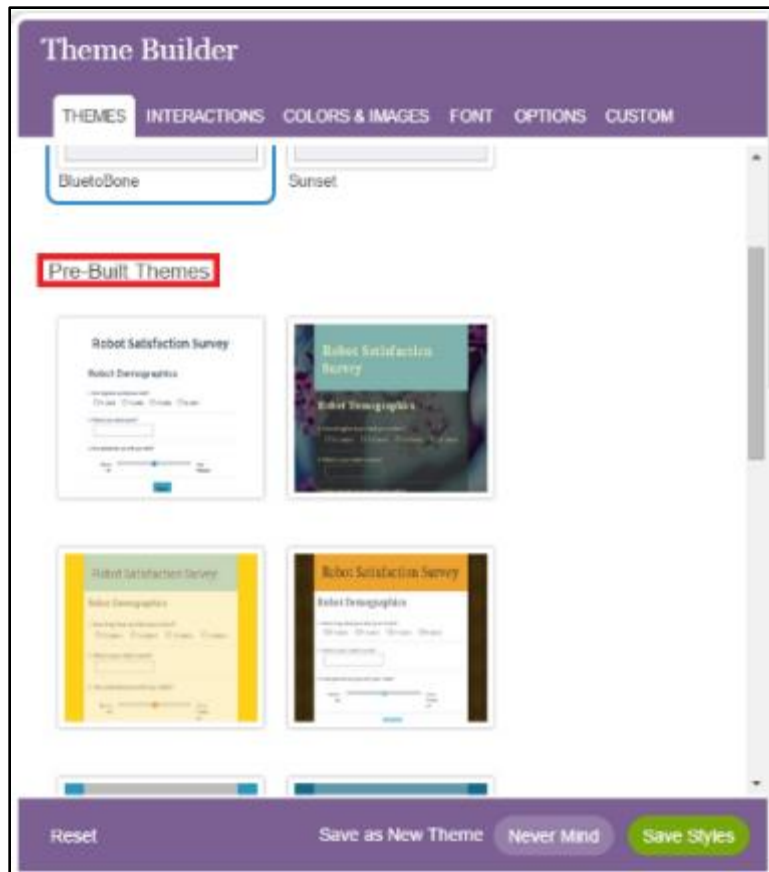 Theme Builder
THEMES INTERACTIONS COLORS & IMAGES FONT OPTIONS CUSTOM
BluetoBone Sunset
Pre-Built Themes
Robot Satisfaction Survey
Robot Demographics
Robot Satisfaction
Survey
Robot Demographics
Robot Satisfaction Survey
Robot Demographics
Robot Satisfaction Survey
Robot Demographics
Reset Save as New Theme Never Mind Save Styles